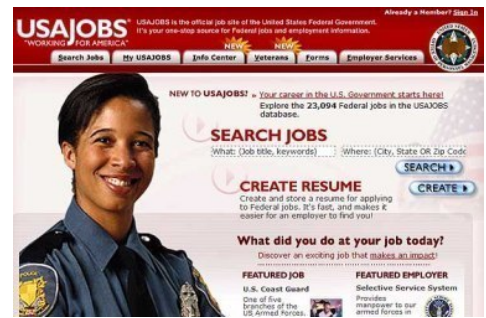 Already a Member? Sign In
USAJOBS®
"WORKING FOR AMERICA"
USAJOBS is the official job site of the United States Federal Government.
It's your one-stop source for Federal jobs and employment information.
NEW NEW
Search Jobs My USAJOBS Info Center Veterans Forms Employer Services
NEW TO USAJOBS? » Your career in the U.S. Government starts here!
Explore the 23,094 Federal jobs in the USAJOBS
database.
SEARCH JOBS
What: (Job title, keywords) Where: (City, State OR Zip Code
SEARCH
CREATE RESUME
CREATE
Create and store a resume for applying
to Federal jobs. It's fast, and makes it
easier for an employer to find you!
What did you do at your job today?
Discover an exciting job that makes an impact!
FEATURED JOB
U.S. Coast Guard
One of five
branches of the
US Armed Forces.
FEATURED EMPLOYER
Selective Service System
Provides
manpower to our
armed forces in
POLICE